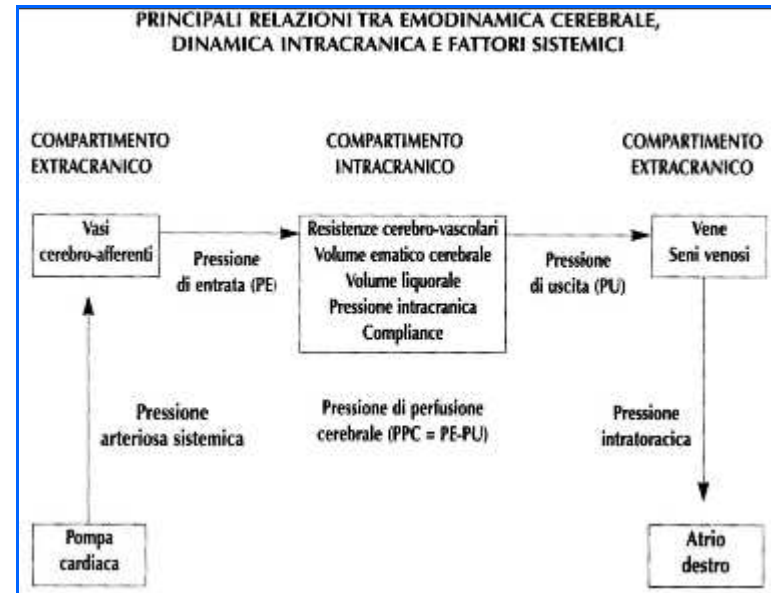 PRINCIPALI RELAZIONI TRA EMODINAMICA CEREBRALE,
DINAMICA INTRACRANICA E FATTORI SISTEMICI
COMPARTIMENTO
EXTRACRANICO
COMPARTIMENTO
INTRACRANICO
COMPARTIMENTO
EXTRACRANICO
Vasi
cerebro-afferenti
Pressione
di entrata (PE)
Resistenze cerebro-vascolari
Volume ematico cerebrale
Volume liquorale
Pressione intracranica
Compliance
Pressione
di uscita (PU)
Vene
Seni venosi
Pressione
arteriosa sistemica
Pressione di perfusione
cerebrale (PPC = PE-PU)
Pressione
intratoracica
Pompa
cardiaca
Atrio
destro